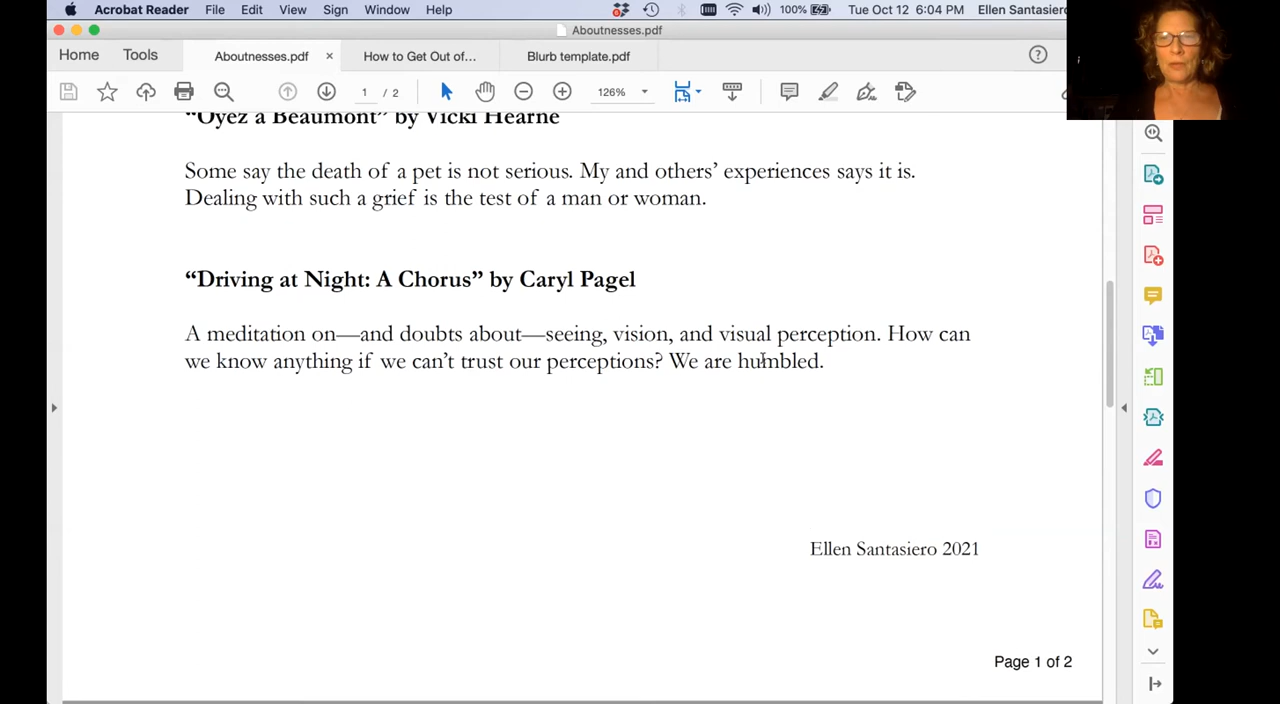 Acrobat Reader File Edit View Sign Window Help 100% Tue Oct 12 6:04 PM Ellen Santasiero
Aboutnesses.pdf
Home Tools Aboutnesses.pdf × How to Get Out of... Blurb template.pdf
1 / 2 126%
“Oyez à Beaumont” by Vicki Hearne
Some say the death of a pet is not serious. My and others’ experiences says it is.
Dealing with such a grief is the test of a man or woman.
“Driving at Night: A Chorus” by Caryl Pagel
A meditation on—and doubts about—seeing, vision, and visual perception. How can
we know anything if we can’t trust our perceptions? We are humbled.
Ellen Santasiero 2021
Page 1 of 2